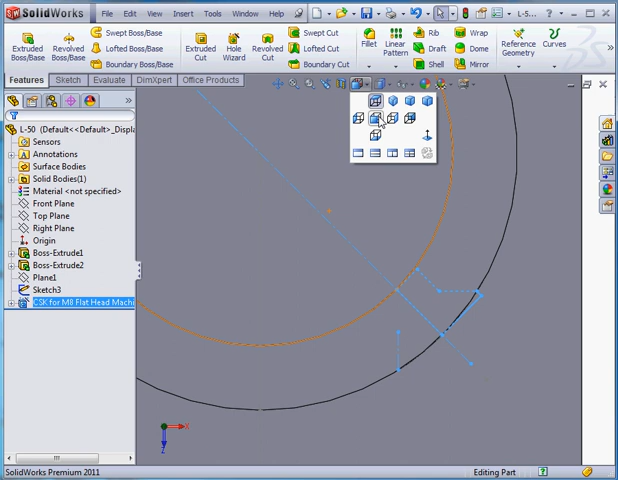 SolidWorks
File Edit View Insert Tools Window Help
L-5...
Extruded Boss/Base
Revolved Boss/Base
Swept Boss/Base
Lofted Boss/Base
Boundary Boss/Base
Extruded Cut
Hole Wizard
Revolved Cut
Swept Cut
Lofted Cut
Boundary Cut
Fillet
Linear Pattern
Rib
Draft
Shell
Wrap
Dome
Mirror
Reference Geometry
Curves
Features Sketch Evaluate DimXpert Office Products
L-50 (Default<<Default>_Displa
Sensors
Annotations
Surface Bodies
Solid Bodies(1)
Material <not specified>
Front Plane
Top Plane
Right Plane
Origin
Boss-Extrude1
Boss-Extrude2
Plane1
Sketch3
CSK for M8 Flat Head Machi
X
Z
SolidWorks Premium 2011
Editing Part